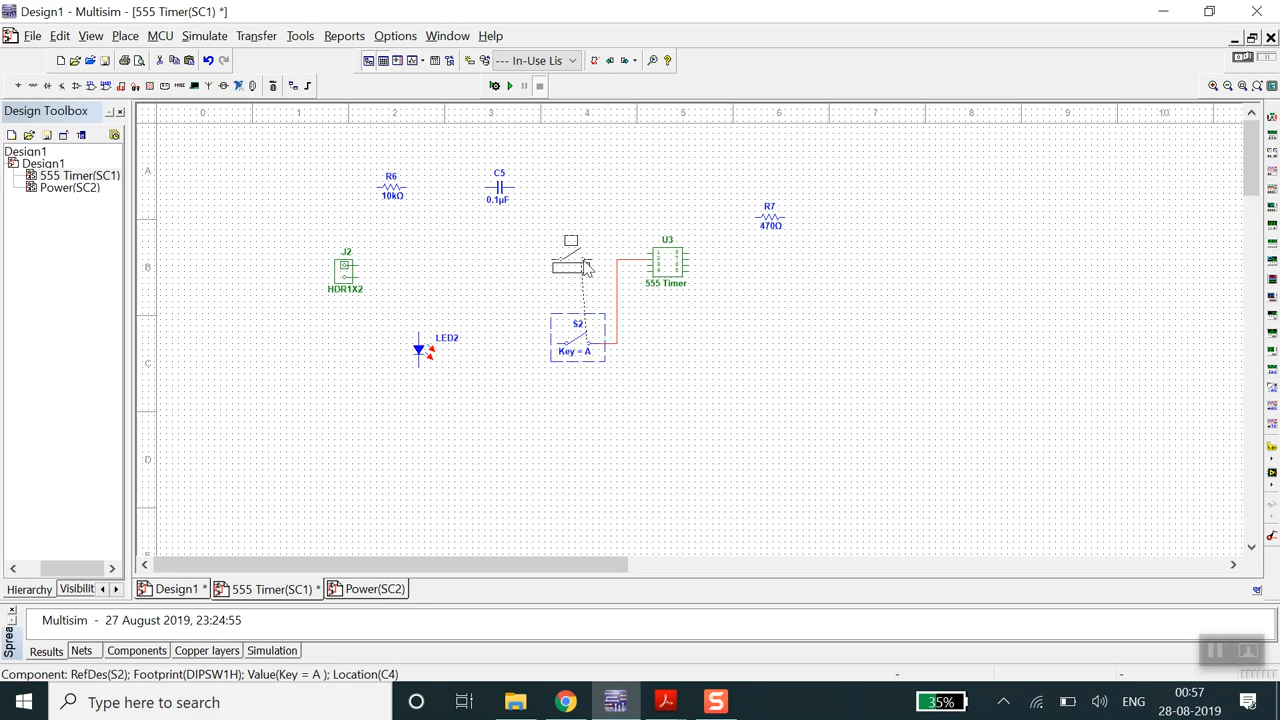 Design1 - Multisim - [555 Timer(SC1) *]
File Edit View Place MCU Simulate Transfer Tools Reports Options Window Help
--- In-Use Lis
Design Toolbox
Design1
Design1
555 Timer(SC1)
Power(SC2)
0 1 2 3 4 5 6 7 8 9 10
A
B
C
D
R6
10kΩ
C5
0.1µF
R7
470Ω
J2
HDR1X2
U3
555 Timer
LED2
S2
Key = A
Hierarchy Visibilit
Design1 * 555 Timer(SC1) * Power(SC2)
Multisim - 27 August 2019, 23:24:55
Sprea
Results Nets Components Copper layers Simulation
Component: RefDes(S2); Footprint(DIPSW1H); Value(Key = A ); Location(C4) - -
Type here to search
35%
ENG
00:57
28-08-2019